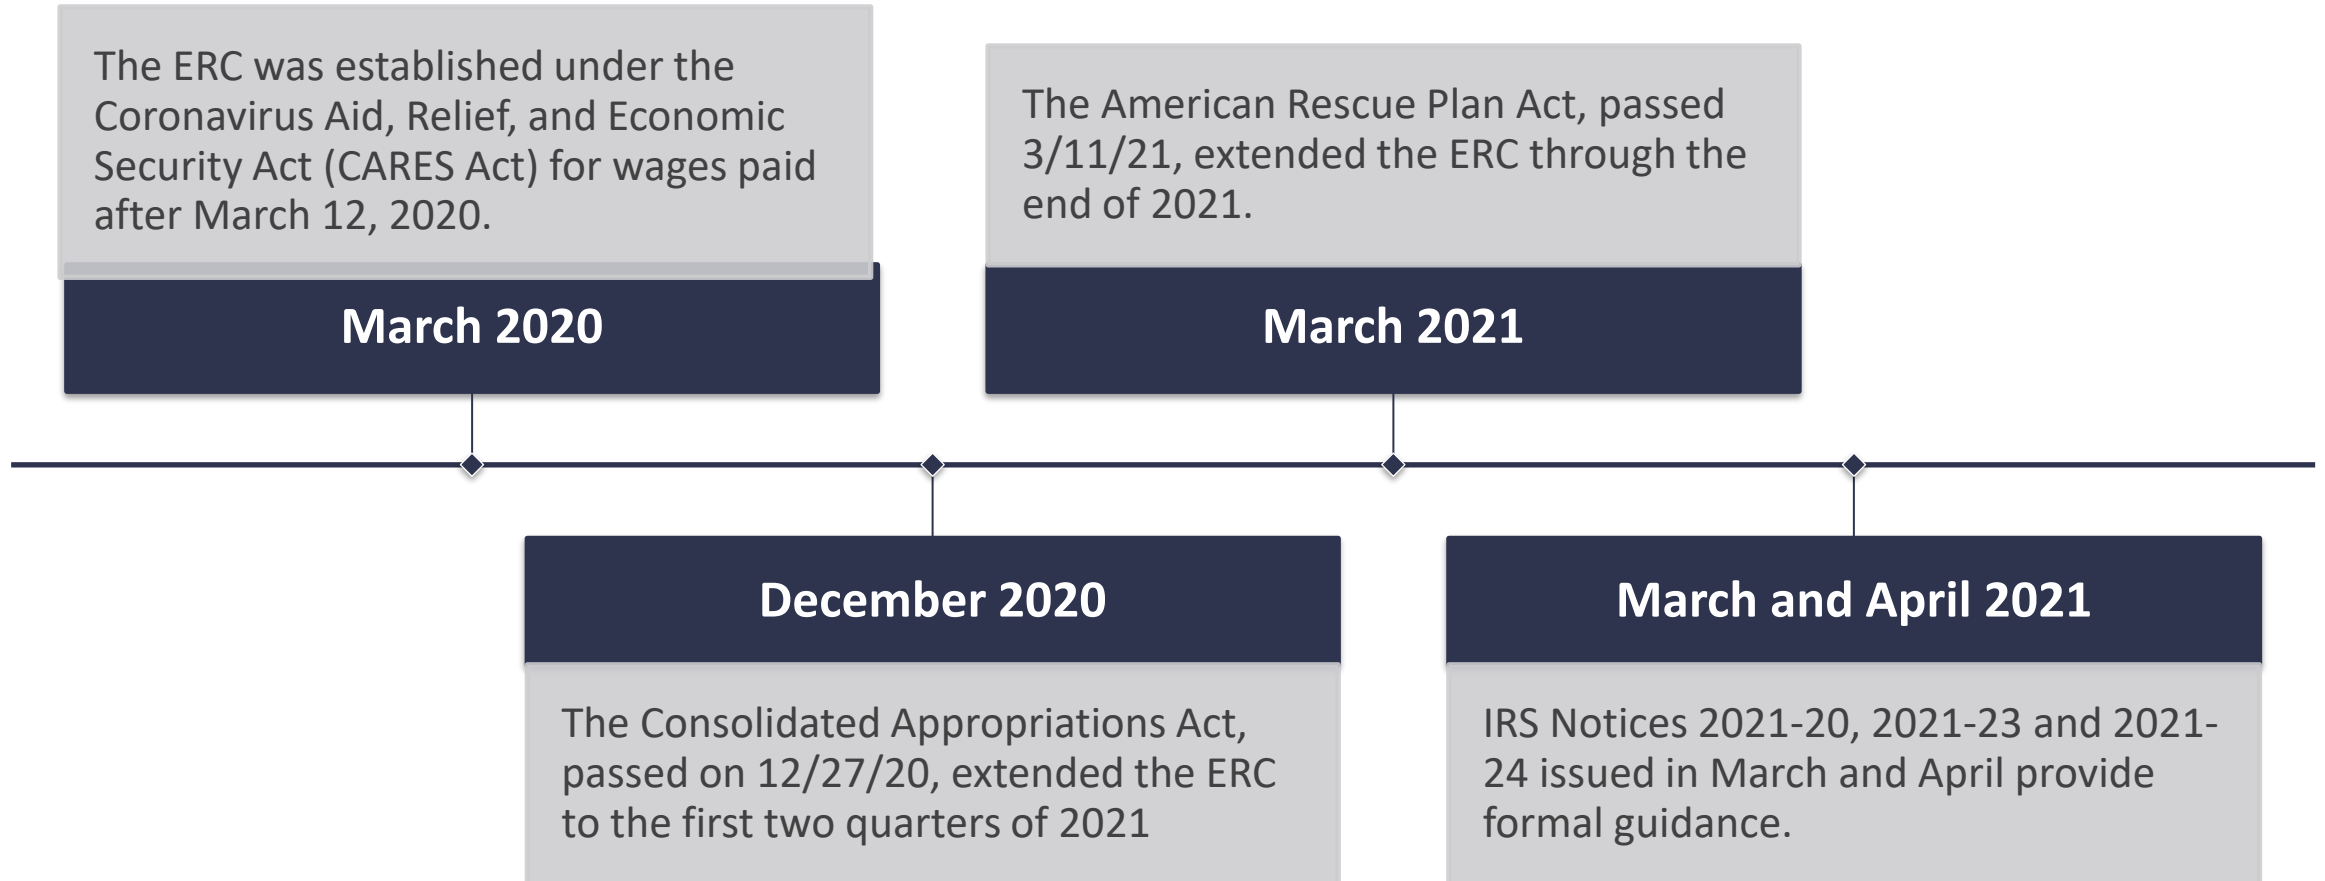 The ERC was established under the
Coronavirus Aid, Relief, and Economic
Security Act (CARES Act) for wages paid
after March 12, 2020.
March 2020
The American Rescue Plan Act, passed
3/11/21, extended the ERC through the
end of 2021.
March 2021
December 2020
The Consolidated Appropriations Act,
passed on 12/27/20, extended the ERC
to the first two quarters of 2021
March and April 2021
IRS Notices 2021-20, 2021-23 and 2021-
24 issued in March and April provide
formal guidance.